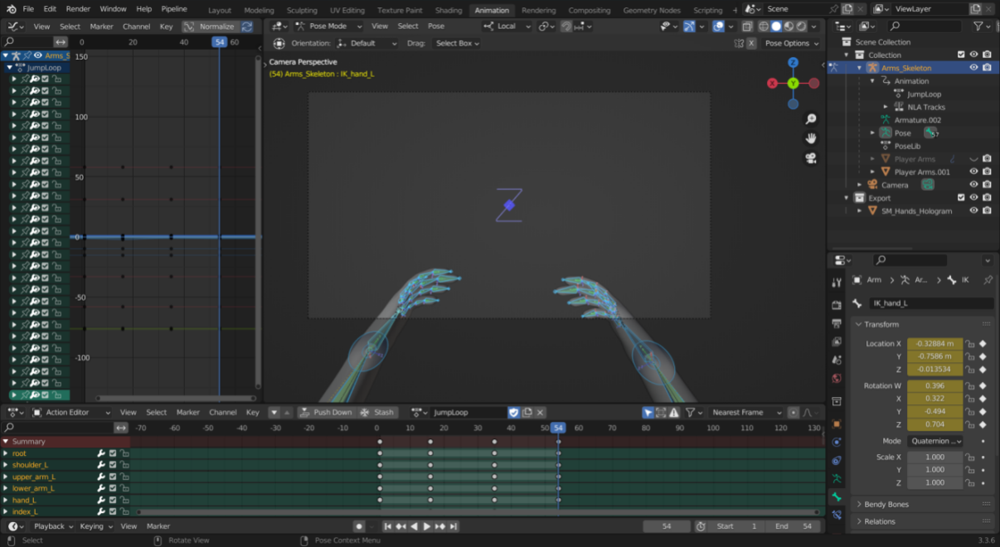 File Edit Render Window Help Pipeline Layout Modeling Sculpting UV Editing Texture Paint Shading Animation Rendering Compositing Geometry Nodes Scripting + Scene ViewLayer
View Select Marker Channel Key Normalize Pose Mode View Select Pose Local
0 20 40 54 60 Orientation: Default Drag: Select Box Pose Options
Arms_S
JumpLoop
150
100
50
0
-50
-100
Camera Perspective
(54) Arms_Skeleton : IK_hand_L
Z
X
Y
Scene Collection
Collection
Arms_Skeleton
Animation
JumpLoop
NLA Tracks
Armature.002
Pose
57
PoseLib
Player Arms
Player Arms.001
Camera
Export
SM_Hands_Hologram
Arm > Ar... > IK
IK_hand_L
Transform
Location X -0.32884 m
Y -0.7586 m
Z -0.013534
Rotation W 0.396
X 0.322
Y -0.494
Z 0.704
Mode Quaternion ...
Scale X 1.000
Y 1.000
Z 1.000
Bendy Bones
Relations
Action Editor View Select Marker Channel Key Push Down Stash JumpLoop Nearest Frame
-70 -60 -50 -40 -30 -20 -10 0 10 20 30 40 50 54 60 70 80 90 100 110 120 130
Summary
root
shoulder_L
upper_arm_L
lower_arm_L
hand_L
index_L
Playback Keying View Marker 54 Start 1 End 54
Select Rotate View Pose Context Menu 3.3.6